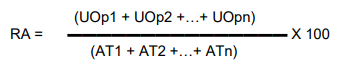 (UOp1 + UOp2 +…+ UOpn)
RA = X 100
(AT1 + AT2 +…+ ATn)